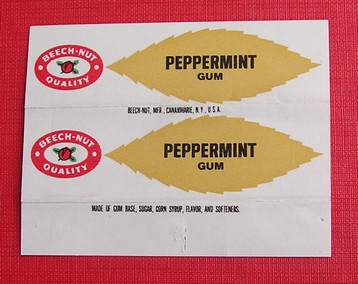 BEECH-NUT
QUALITY
PEPPERMINT
GUM
BEECH-NUT, MFR., CANAJOHARIE, N.Y., U.S.A.
BEECH-NUT
QUALITY
PEPPERMINT
GUM
MADE OF GUM BASE, SUGAR, CORN SYRUP, FLAVOR, AND SOFTENERS.